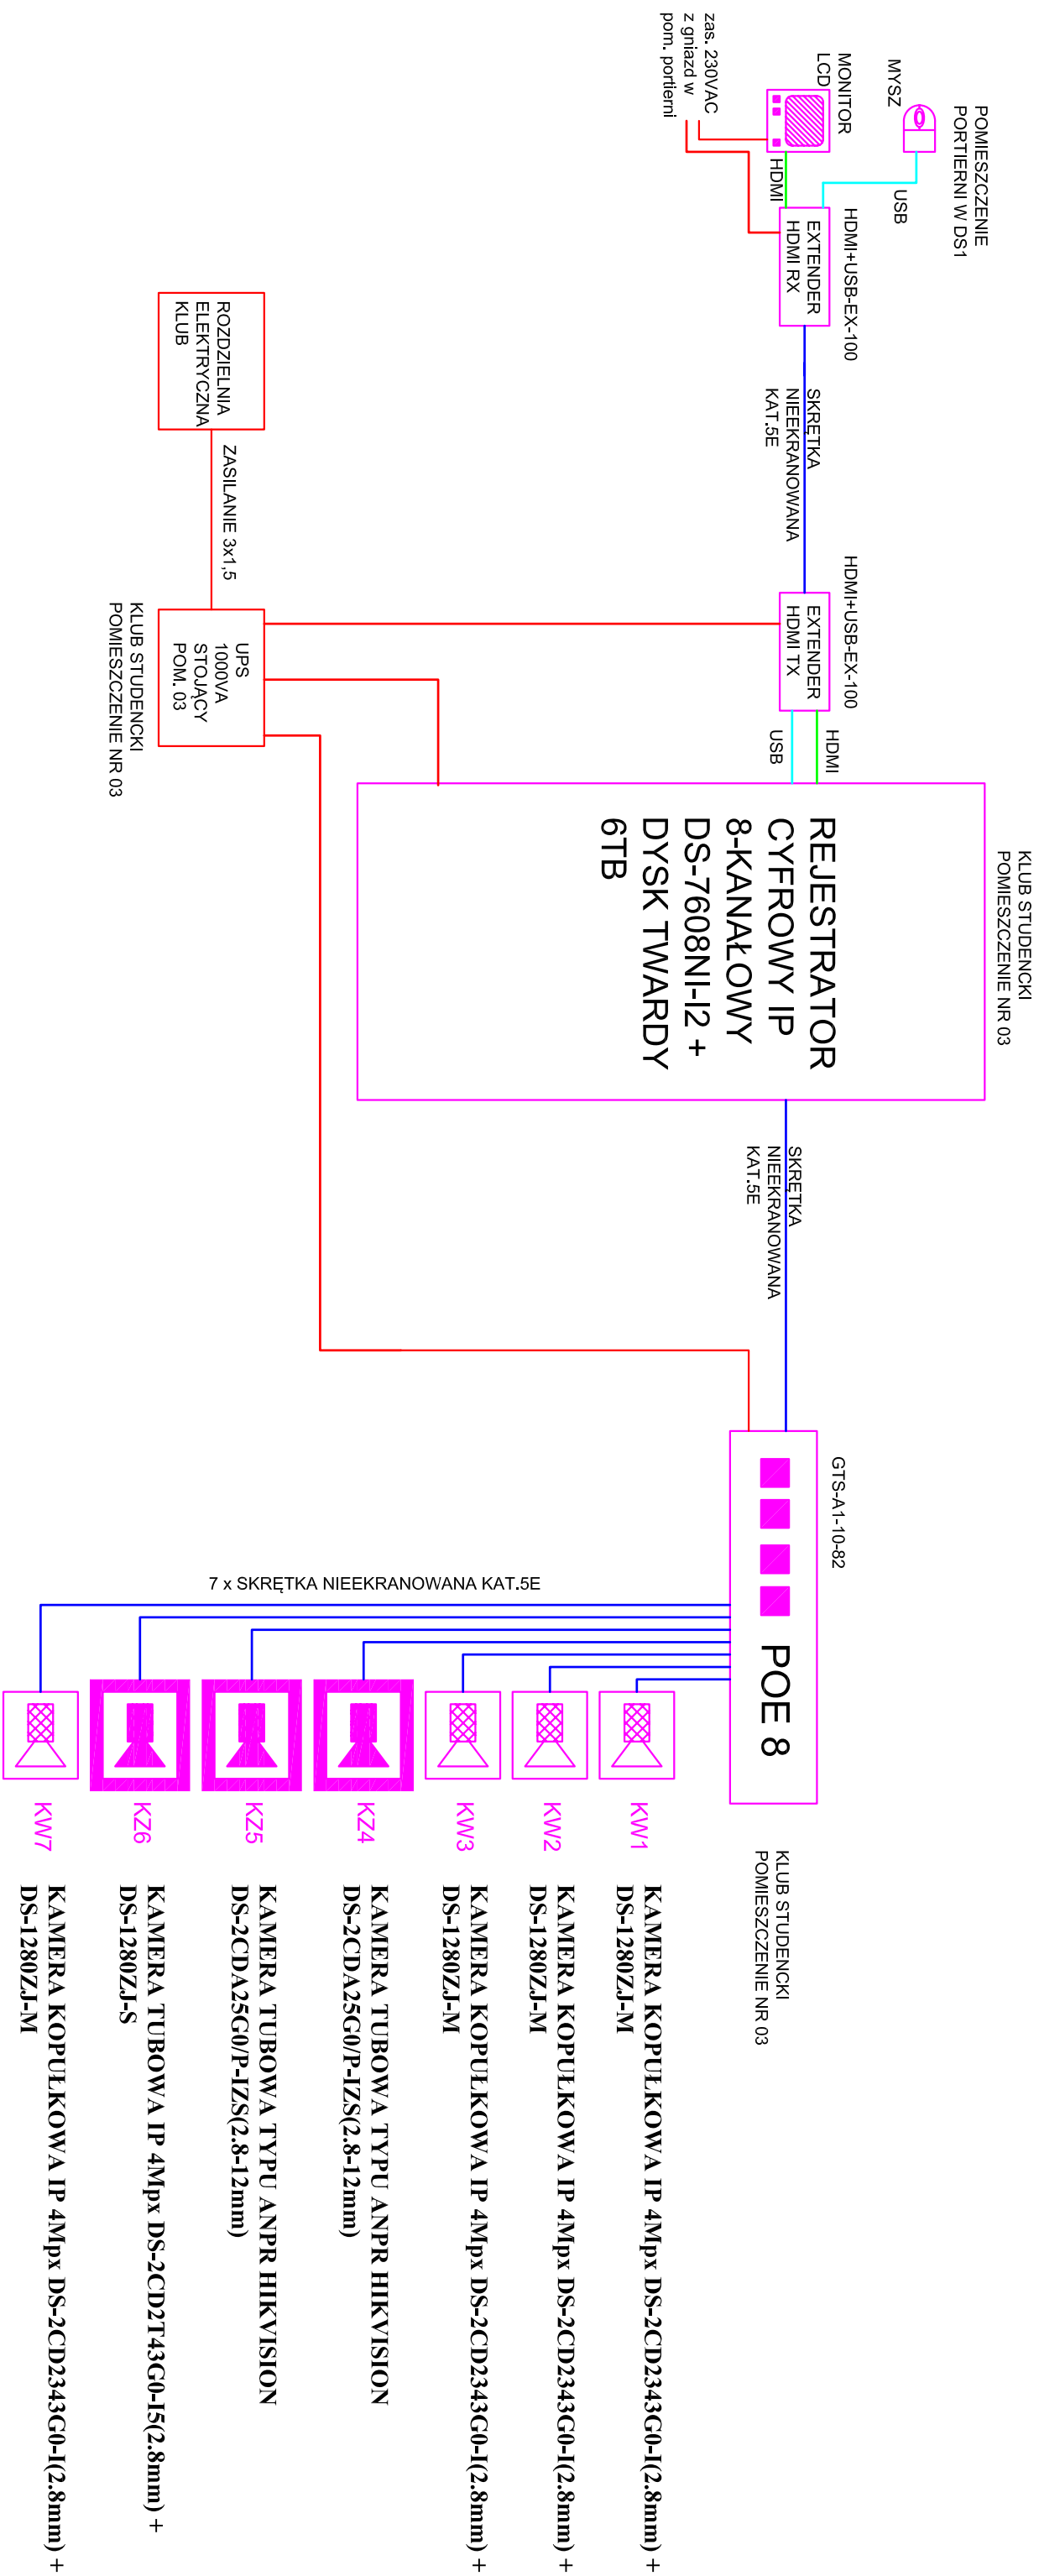 POMIESZCZENIE
PORTIERNI W DS1
MYSZ
USB
MONITOR
LCD
HDMI
zas. 230VAC
z gniazd w
pom. portierni
HDMI+USB-EX-100
EXTENDER
HDMI RX
SKRĘTKA
NIEEKRANOWANA
KAT.5E
HDMI+USB-EX-100
EXTENDER
HDMI TX
HDMI
USB
ROZDZIELNIA
ELEKTRYCZNA
KLUB
ZASILANIE 3x1,5
UPS
1000VA
STOJĄCY
POM. 03
KLUB STUDENCKI
POMIESZCZENIE NR 03
KLUB STUDENCKI
POMIESZCZENIE NR 03
REJESTRATOR
CYFROWY IP
8-KANAŁOWY
DS-7608NI-I2 +
DYSK TWARDY
6TB
SKRĘTKA
NIEEKRANOWANA
KAT.5E
GTS-A1-10-82
POE 8
KLUB STUDENCKI
POMIESZCZENIE NR 03
7 x SKRĘTKA NIEEKRANOWANA KAT.5E
KW1
KAMERA KOPUŁKOWA IP 4Mpx DS-2CD2343G0-I(2.8mm) +
DS-1280ZJ-M
KW2
KAMERA KOPUŁKOWA IP 4Mpx DS-2CD2343G0-I(2.8mm) +
DS-1280ZJ-M
KW3
KAMERA KOPUŁKOWA IP 4Mpx DS-2CD2343G0-I(2.8mm) +
DS-1280ZJ-M
KZ4
KAMERA TUBOWA TYPU ANPR HIKVISION
DS-2CDA25G0/P-IZS(2.8-12mm)
KZ5
KAMERA TUBOWA TYPU ANPR HIKVISION
DS-2CDA25G0/P-IZS(2.8-12mm)
KZ6
KAMERA TUBOWA IP 4Mpx DS-2CD2T43G0-I5(2.8mm) +
DS-1280ZJ-S
KW7
KAMERA KOPUŁKOWA IP 4Mpx DS-2CD2343G0-I(2.8mm) +
DS-1280ZJ-M